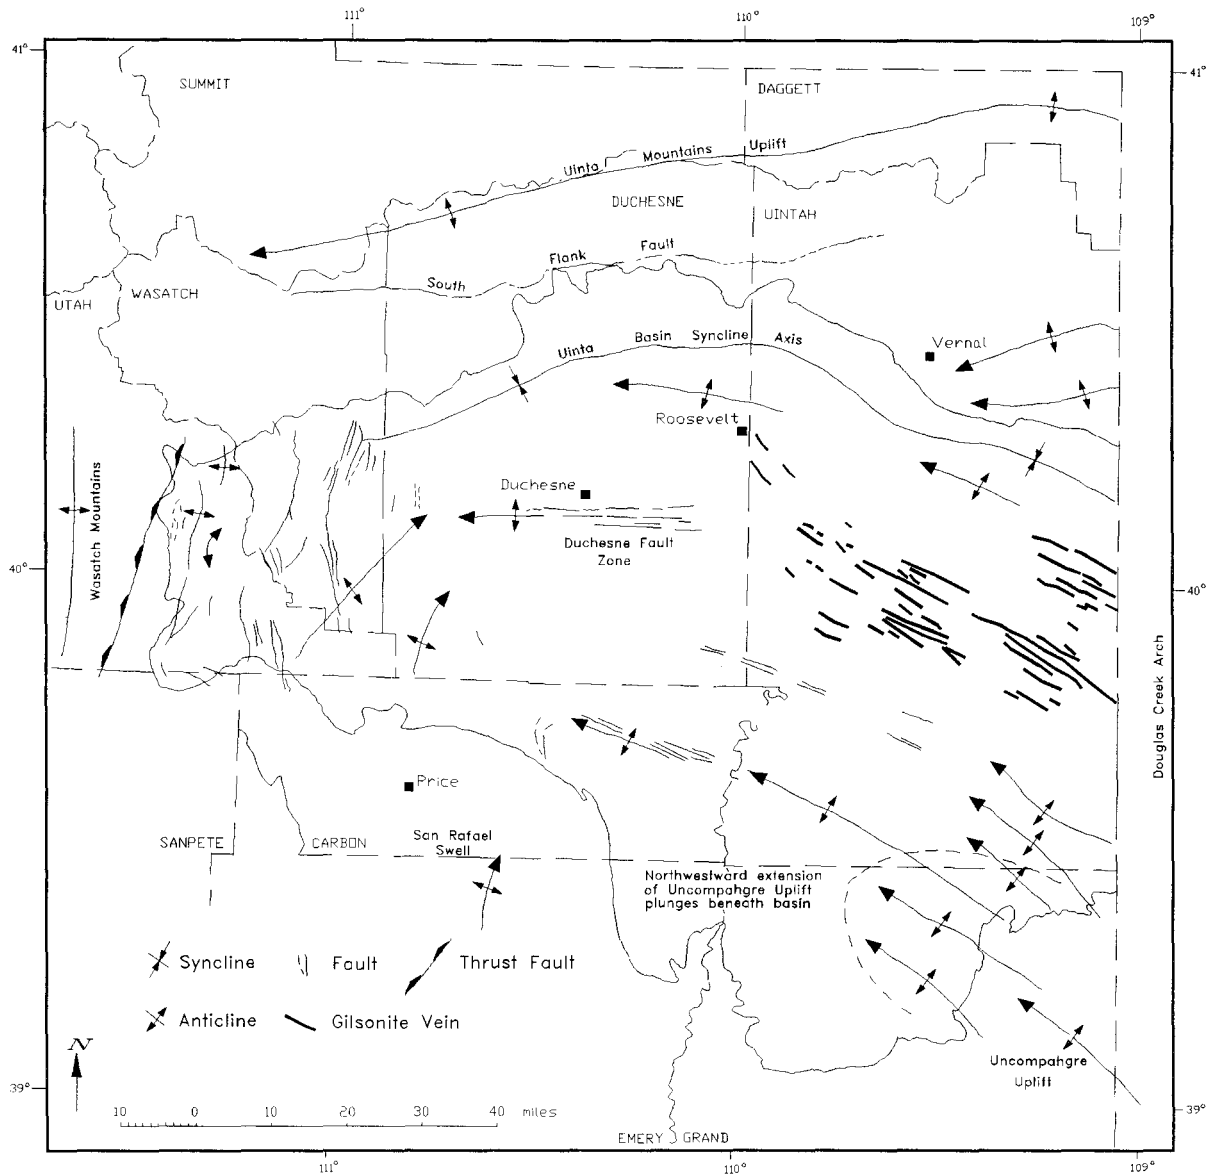 111°
110°
109°
41°
41°
SUMMIT
DAGGETT
Uinta Mountains Uplift
DUCHESNE
UINTAH
South Flank Fault
UTAH
WASATCH
Uinta Basin Syncline Axis
Vernal
Roosevelt
Wasatch Mountains
Duchesne
Duchesne Fault
Zone
40°
40°
Douglas Creek Arch
Price
SANPETE
CARBON
San Rafael
Swell
Northwestward extension
of Uncompahgre Uplift
plunges beneath basin
Syncline
Fault
Thrust Fault
Anticline
Gilsonite Vein
N
Uncompahgre
Uplift
39°
39°
10 0 10 20 30 40 miles
EMERY
GRAND
111°
110°
109°